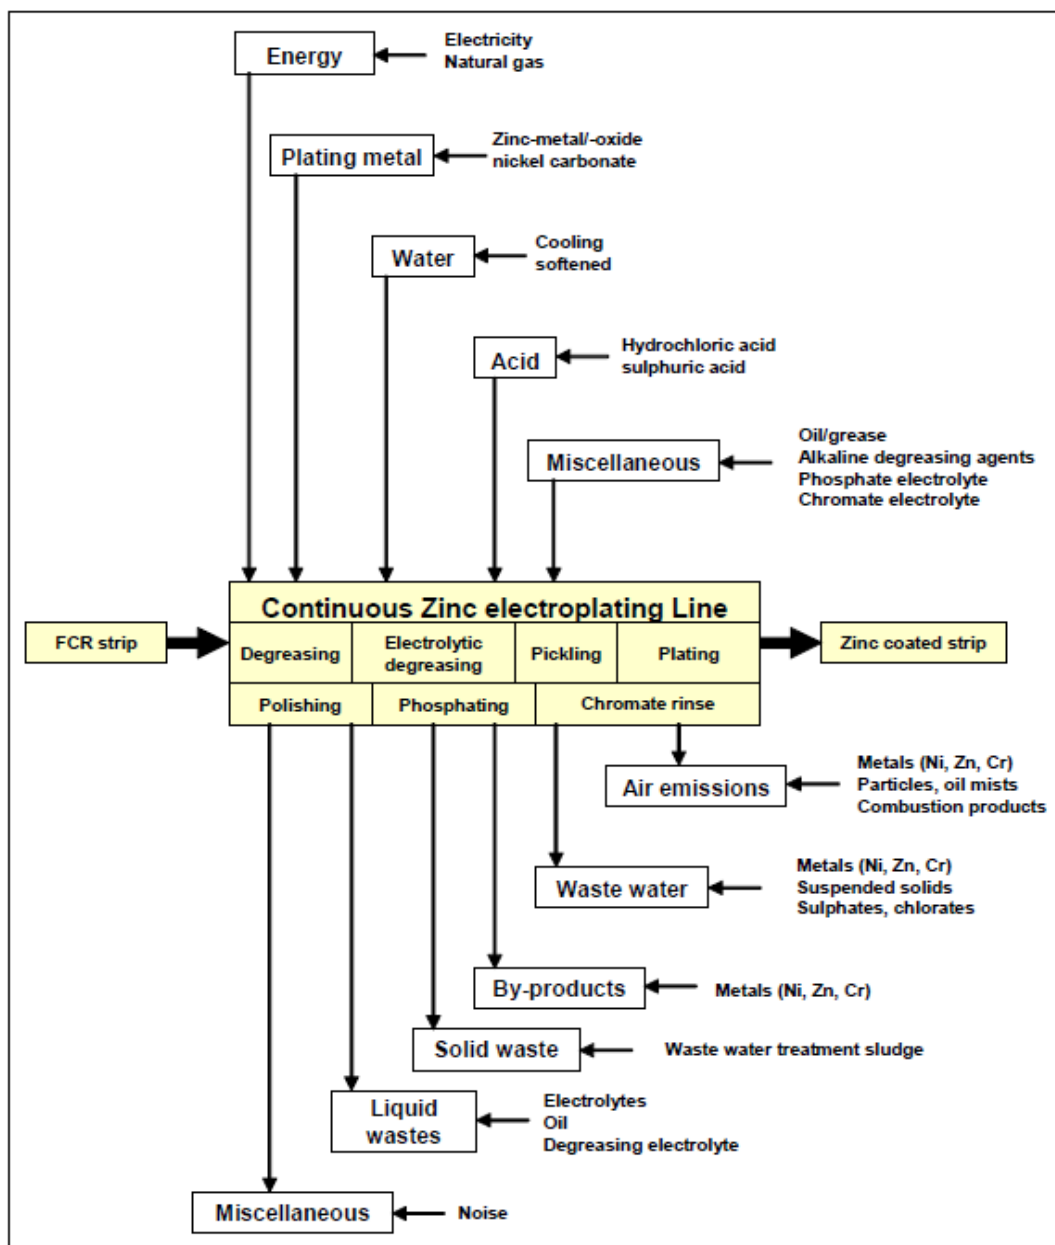 Energy
Electricity
Natural gas
Plating metal
Zinc-metal/-oxide
nickel carbonate
Water
Cooling
softened
Acid
Hydrochloric acid
sulphuric acid
Miscellaneous
Oil/grease
Alkaline degreasing agents
Phosphate electrolyte
Chromate electrolyte
Continuous Zinc electroplating Line
FCR strip
Degreasing
Electrolytic
degreasing
Pickling
Plating
Zinc coated strip
Polishing
Phosphating
Chromate rinse
Air emissions
Metals (Ni, Zn, Cr)
Particles, oil mists
Combustion products
Waste water
Metals (Ni, Zn, Cr)
Suspended solids
Sulphates, chlorates
By-products
Metals (Ni, Zn, Cr)
Solid waste
Waste water treatment sludge
Liquid
wastes
Electrolytes
Oil
Degreasing electrolyte
Miscellaneous
Noise